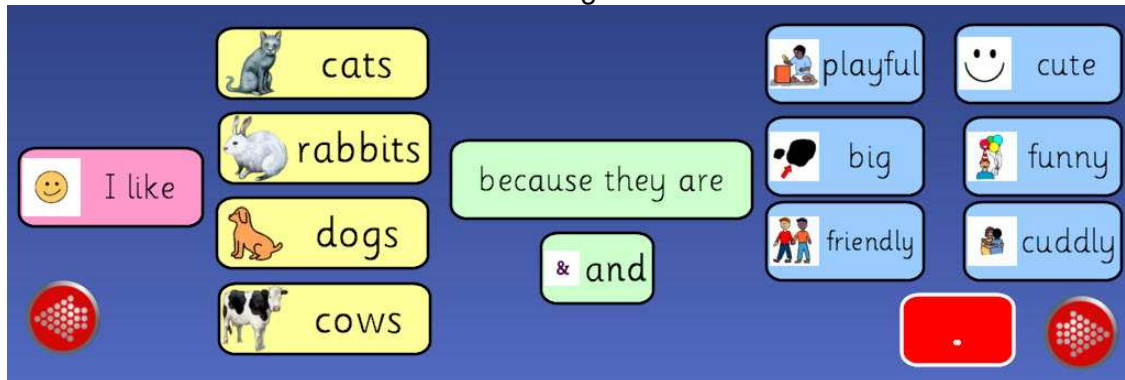 I like
cats
rabbits
dogs
cows
because they are
& and
playful
big
friendly
cute
funny
cuddly
.